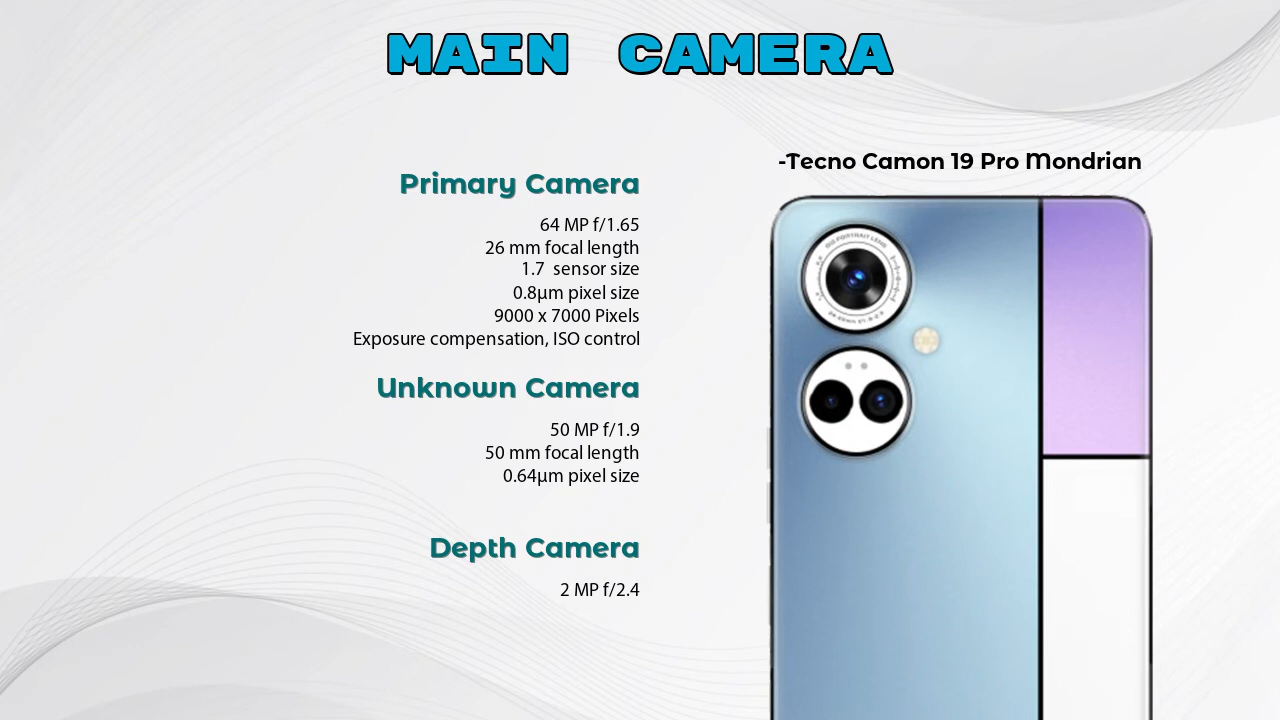 MAIN CAMERA
-Tecno Camon 19 Pro Mondrian
Primary Camera
64 MP f/1.65
26 mm focal length
1.7  sensor size
0.8µm pixel size
9000 x 7000 Pixels
Exposure compensation, ISO control
Unknown Camera
50 MP f/1.9
50 mm focal length
0.64µm pixel size
Depth Camera
2 MP f/2.4